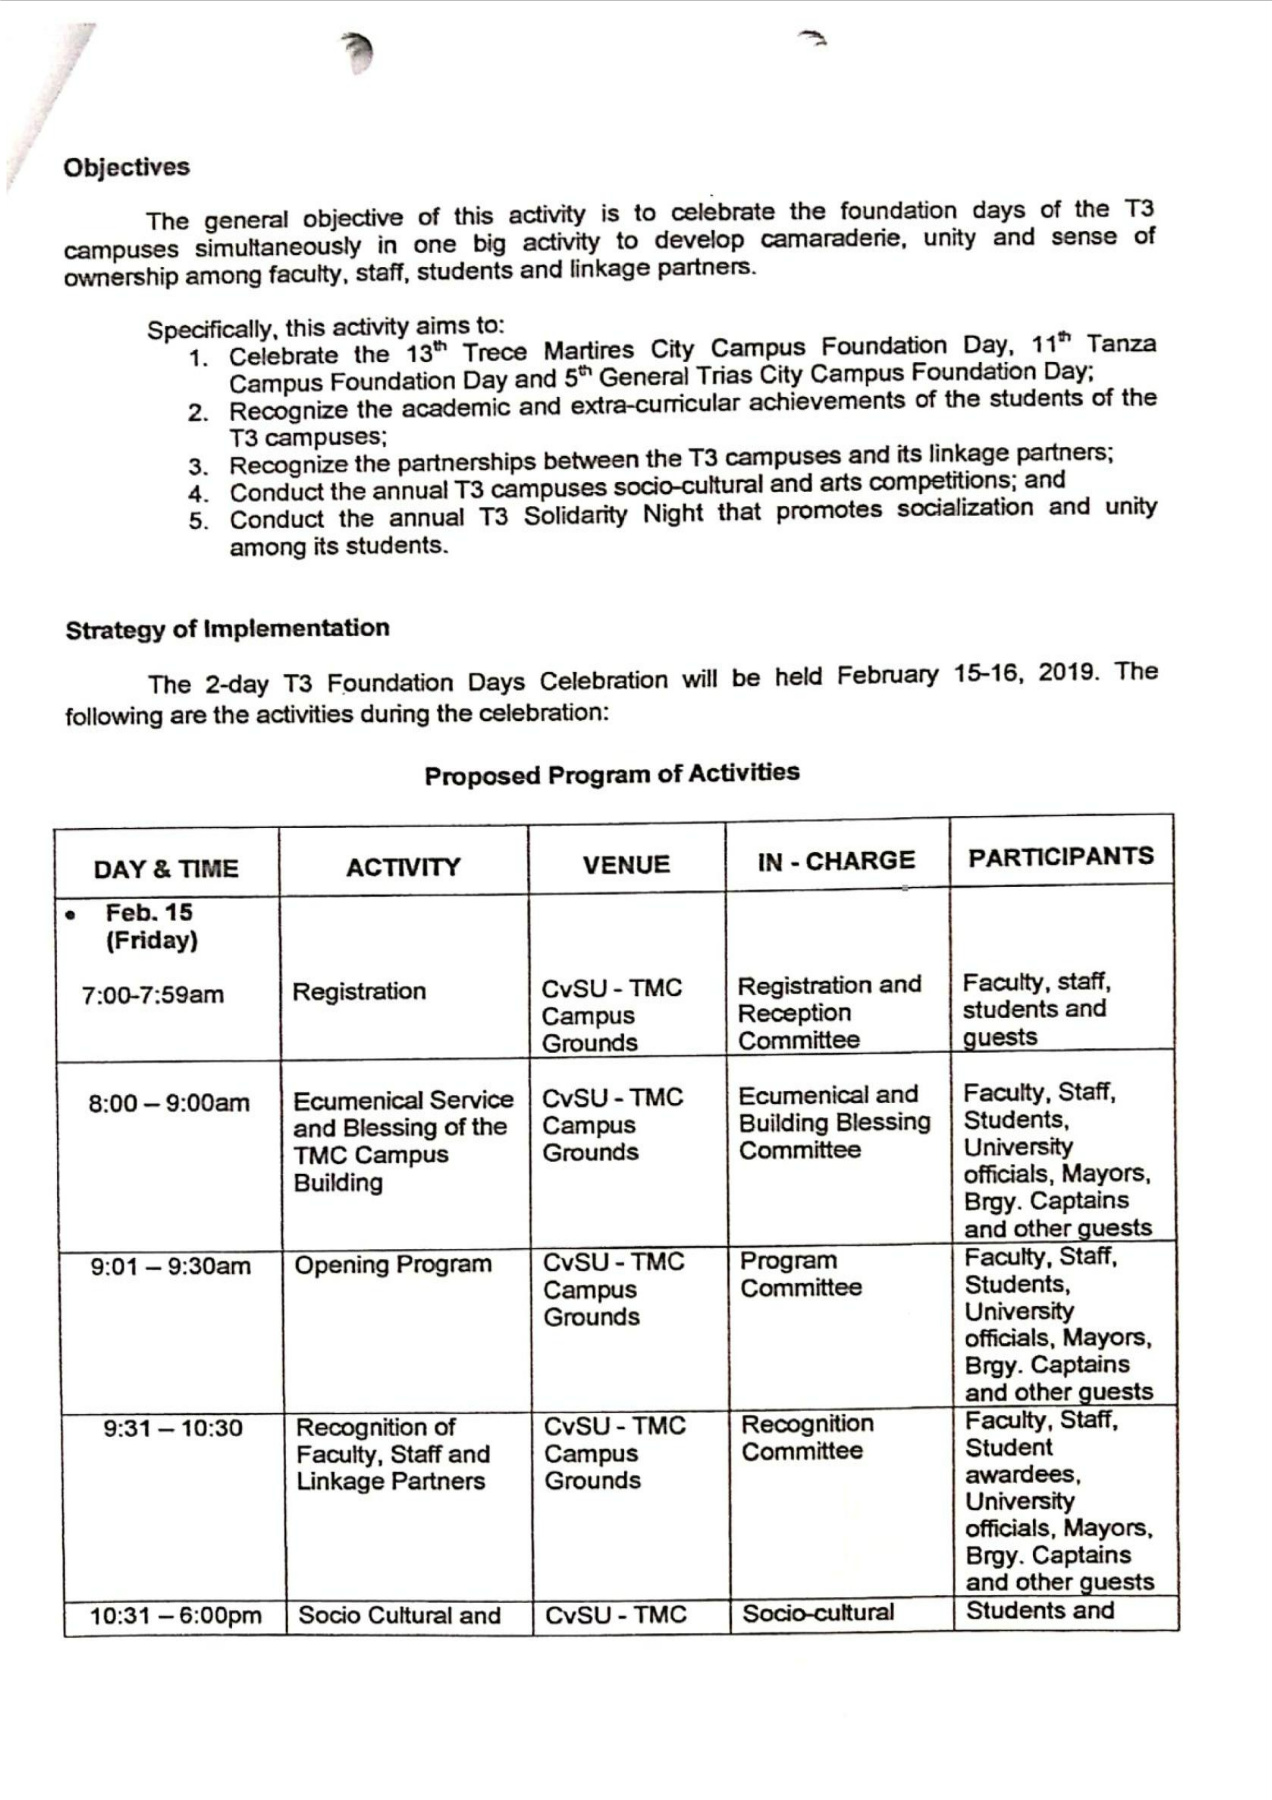 Objectives
The general objective of this activity is to celebrate the foundation days of the T3
campuses simultaneously in one big activity to develop camaraderie, unity and sense of
ownership among faculty, staff, students and linkage partners.
Specifically, this activity aims to:
1. Celebrate the 13th Trece Martires City Campus Foundation Day, 11th Tanza
Campus Foundation Day and 5th General Trias City Campus Foundation Day;
2. Recognize the academic and extra-curricular achievements of the students of the
T3 campuses;
3. Recognize the partnerships between the T3 campuses and its linkage partners;
4. Conduct the annual T3 campuses socio-cultural and arts competitions; and
5. Conduct the annual T3 Solidarity Night that promotes socialization and unity
among its students.
Strategy of Implementation
The 2-day T3 Foundation Days Celebration will be held February 15-16, 2019. The
following are the activities during the celebration:
Proposed Program of Activities
DAY & TIME ACTIVITY VENUE IN - CHARGE PARTICIPANTS
• Feb. 15
(Friday)
7:00-7:59am Registration CvSU - TMC Registration and Faculty, staff,
Campus Reception students and
Grounds Committee guests
8:00 – 9:00am Ecumenical Service CvSU - TMC Ecumenical and Faculty, Staff,
and Blessing of the Campus Building Blessing Students,
TMC Campus Grounds Committee University
Building officials, Mayors,
Brgy. Captains
and other guests
9:01 – 9:30am Opening Program CvSU - TMC Program Faculty, Staff,
Campus Committee Students,
Grounds University
officials, Mayors,
Brgy. Captains
and other guests
9:31 – 10:30 Recognition of CvSU - TMC Recognition Faculty, Staff,
Faculty, Staff and Campus Committee Student
Linkage Partners Grounds awardees,
University
officials, Mayors,
Brgy. Captains
and other guests
10:31 – 6:00pm Socio Cultural and CvSU - TMC Socio-cultural Students and